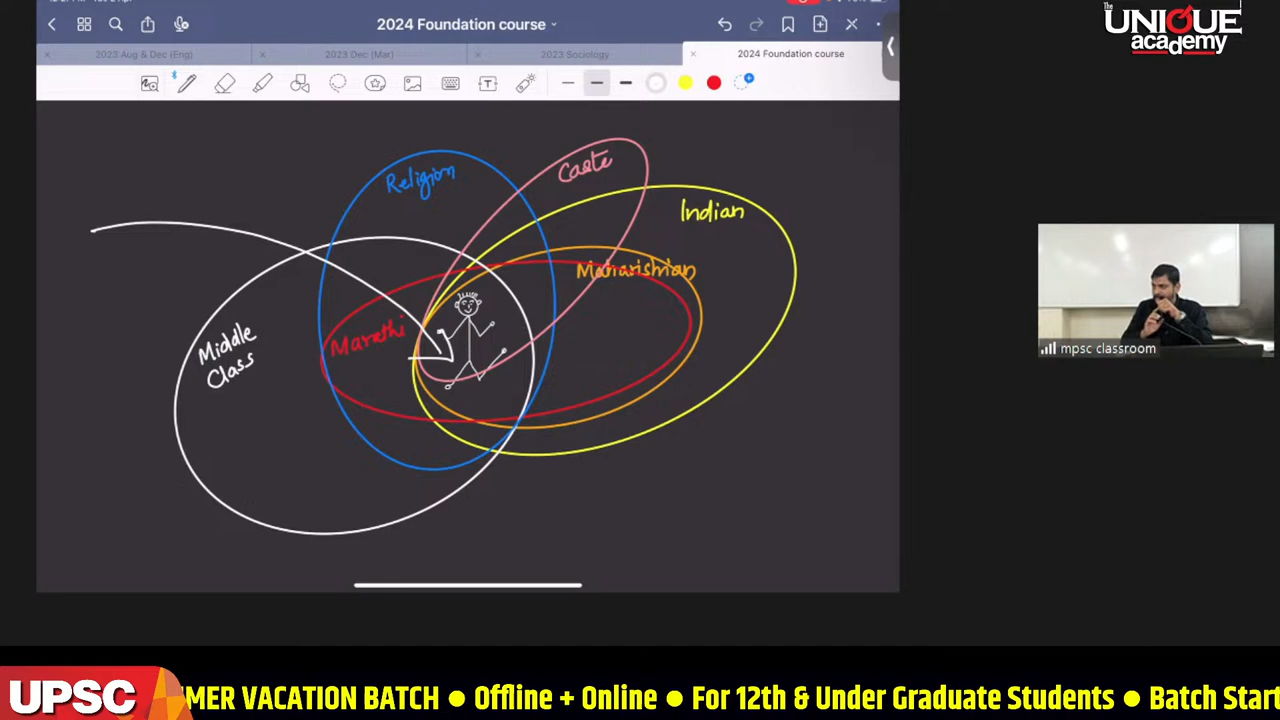 2024 Foundation course
2023 Aug & Dec (Eng)
2023 Dec (Mar)
2023 Sociology
2024 Foundation course
The
UNIQUE
academy
Religion
Caste
Indian
Maharishian
Marathi
Middle
Class
mpsc classroom
UPSC
MER VACATION BATCH ● Offline + Online ● For 12th & Under Graduate Students ● Batch Start